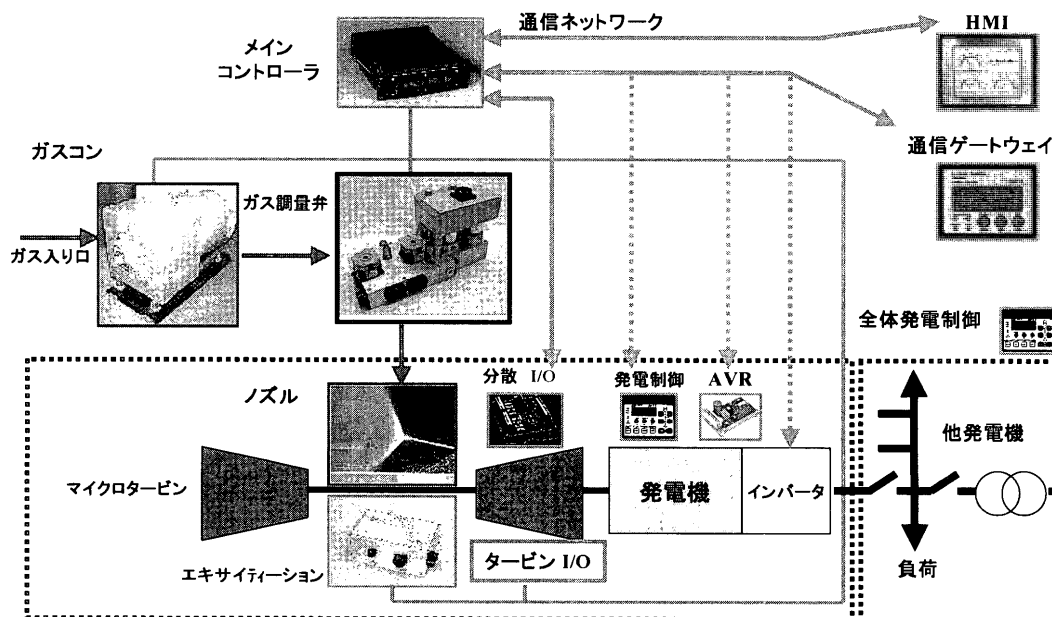 通信ネットワーク
HMI
メイン
コントローラ
通信ゲートウェイ
ガスコン
ガス調量弁
ガス入り口
全体発電制御
分散 I/O
発電制御
AVR
ノズル
他発電機
マイクロタービン
発電機
インバータ
タービン I/O
エキサイティーション
負荷